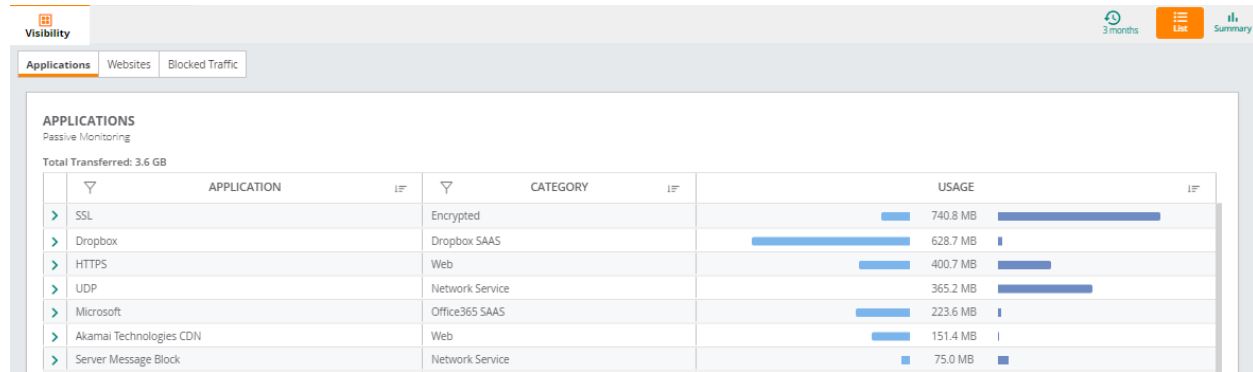 Visibility
3 months
List
Summary
Applications Websites Blocked Traffic
APPLICATIONS
Passive Monitoring
Total Transferred: 3.6 GB
APPLICATION CATEGORY USAGE
SSL Encrypted 740.8 MB
Dropbox Dropbox SAAS 628.7 MB
HTTPS Web 400.7 MB
UDP Network Service 365.2 MB
Microsoft Office365 SAAS 223.6 MB
Akamai Technologies CDN Web 151.4 MB
Server Message Block Network Service 75.0 MB